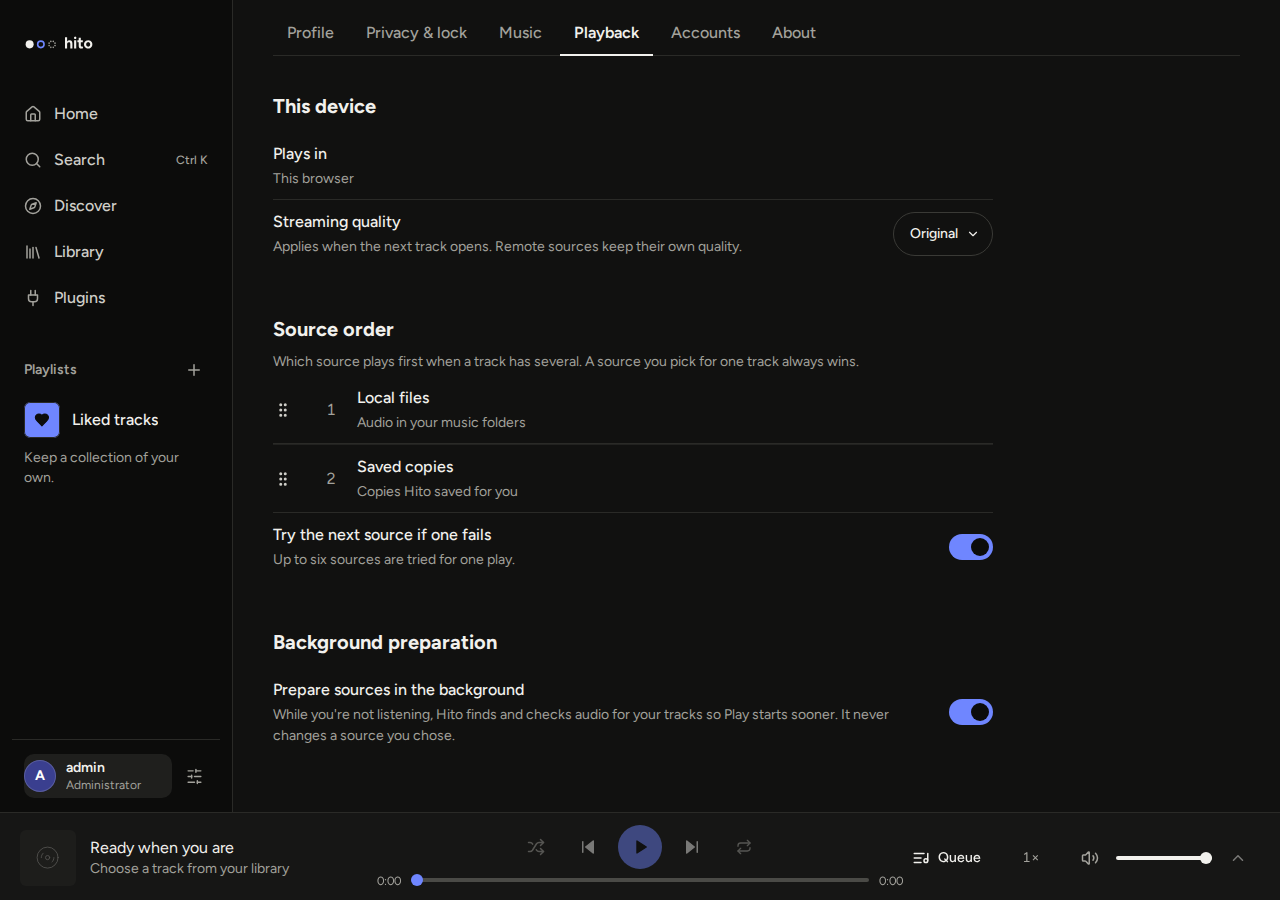 hito
Home
Search Ctrl K
Discover
Library
Plugins
Playlists
Liked tracks
Keep a collection of your
own.
A
admin
Administrator
Profile Privacy & lock Music Playback Accounts About
This device
Plays in
This browser
Streaming quality
Applies when the next track opens. Remote sources keep their own quality.
Original
Source order
Which source plays first when a track has several. A source you pick for one track always wins.
1
Local files
Audio in your music folders
2
Saved copies
Copies Hito saved for you
Try the next source if one fails
Up to six sources are tried for one play.
Background preparation
Prepare sources in the background
While you're not listening, Hito finds and checks audio for your tracks so Play starts sooner. It never
changes a source you chose.
Ready when you are
Choose a track from your library
0:00 0:00
Queue
1×